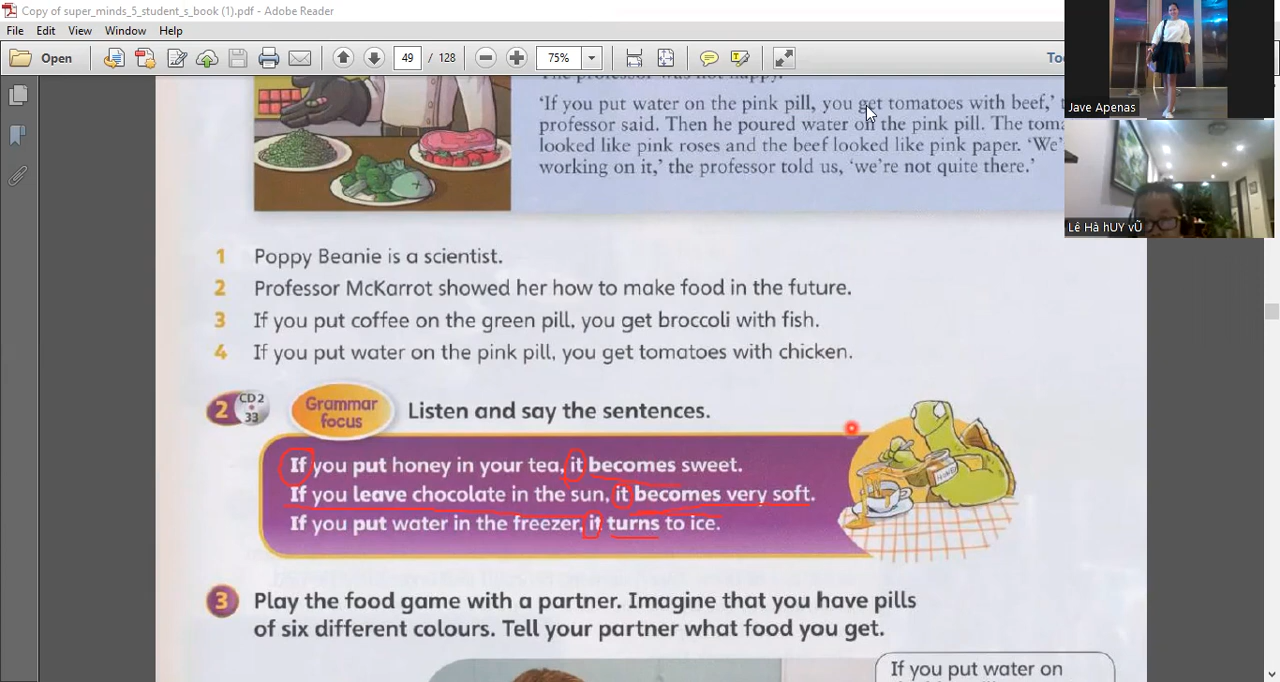 Copy of super_minds_5_student_s_book (1).pdf - Adobe Reader
File Edit View Window Help
Open 49 / 128 75%
Jave Apenas
Lê Hà hUY vŨ
The professor was not happy.
'If you put water on the pink pill, you get tomatoes with beef,'
professor said. Then he poured water on the pink pill. The
looked like pink roses and the beef looked like pink paper. 'We'
working on it,' the professor told us, 'we're not quite there.'
1 Poppy Beanie is a scientist.
2 Professor McKarrot showed her how to make food in the future.
3 If you put coffee on the green pill, you get broccoli with fish.
4 If you put water on the pink pill, you get tomatoes with chicken.
2 CD2 33 Grammar focus Listen and say the sentences.
If you put honey in your tea, it becomes sweet.
If you leave chocolate in the sun, it becomes very soft.
If you put water in the freezer, it turns to ice.
HONEY
3 Play the food game with a partner. Imagine that you have pills
of six different colours. Tell your partner what food you get.
If you put water on